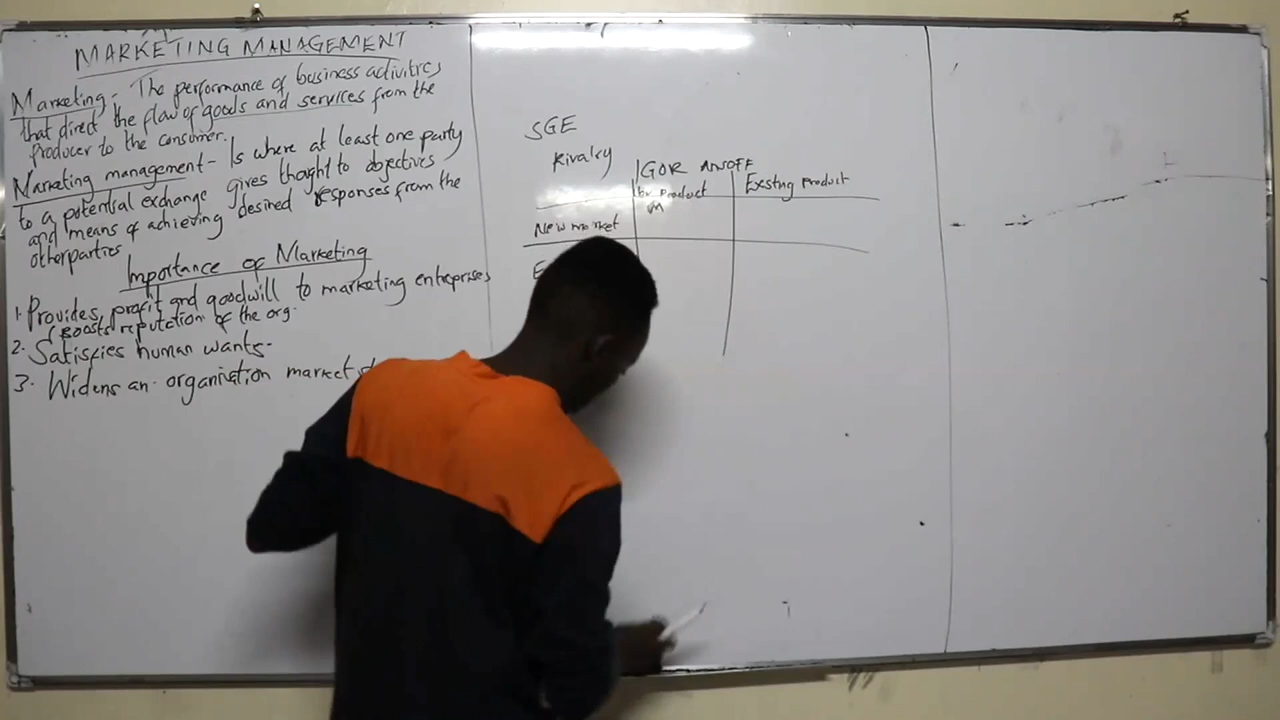 MARKETING MANAGEMENT
Marketing - The performance of business activities
that direct the flow of goods and services from the
producer to the consumer.
Marketing management - Is where at least one party
to a potential exchange gives thought to objectives
and means of achieving desired responses from the
other parties
Importance of Marketing
1. Provides profit and goodwill to marketing enterprises
(Boosts reputation of the org.
2. Satisfies human wants.
3. Widens an organisation market
SGE
Rivalry
IGOR ANSOFF
Product
Existing Product
New market